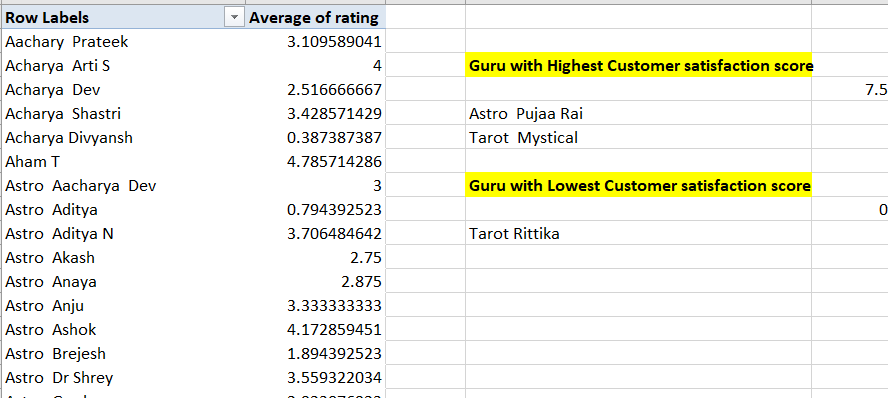 Row Labels Average of rating
Aachary Prateek 3.109589041
Acharya Arti S 4 Guru with Highest Customer satisfaction score
Acharya Dev 2.516666667 7.5
Acharya Shastri 3.428571429 Astro Pujaa Rai
Acharya Divyansh 0.387387387 Tarot Mystical
Aham T 4.785714286
Astro Aacharya Dev 3 Guru with Lowest Customer satisfaction score
Astro Aditya 0.794392523 0
Astro Aditya N 3.706484642 Tarot Rittika
Astro Akash 2.75
Astro Anaya 2.875
Astro Anju 3.333333333
Astro Ashok 4.172859451
Astro Brejesh 1.894392523
Astro Dr Shrey 3.559322034